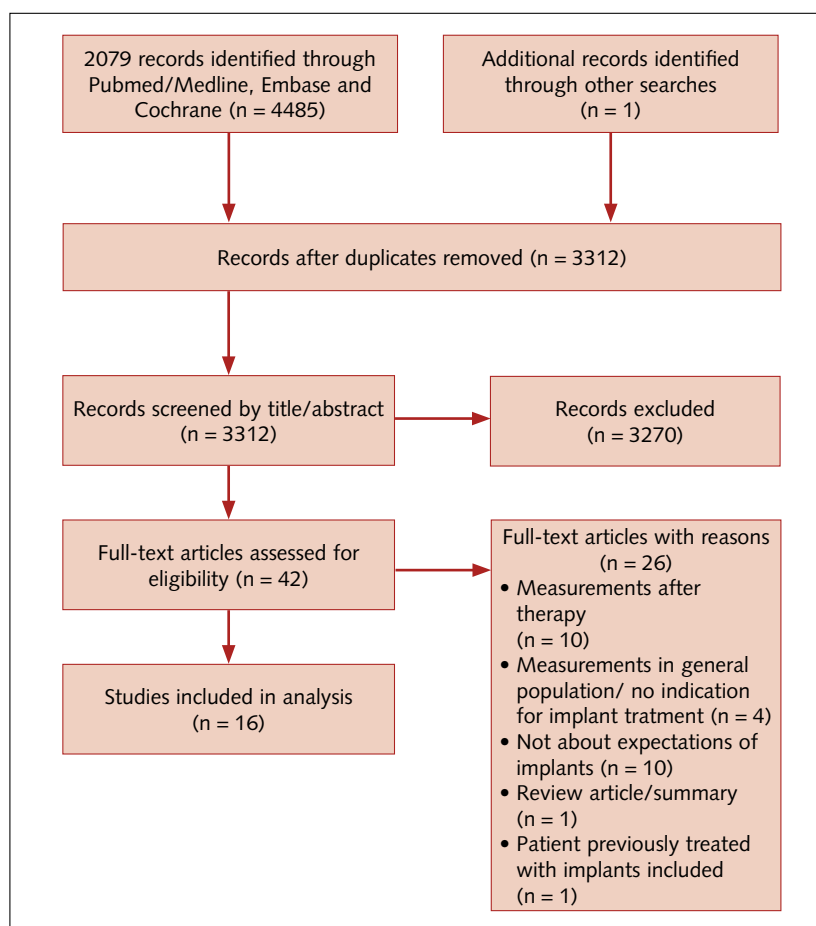 2079 records identified through
Pubmed/Medline, Embase and
Cochrane (n = 4485)
Additional records identified
through other searches
(n = 1)
Records after duplicates removed (n = 3312)
Records screened by title/abstract
(n = 3312)
Records excluded
(n = 3270)
Full-text articles assessed for
eligibility (n = 42)
Full-text articles with reasons
(n = 26)
• Measurements after
therapy
(n = 10)
• Measurements in general
population/ no indication
for implant tratment (n = 4)
• Not about expectations of
implants (n = 10)
• Review article/summary
(n = 1)
• Patient previously treated
with implants included
(n = 1)
Studies included in analysis
(n = 16)